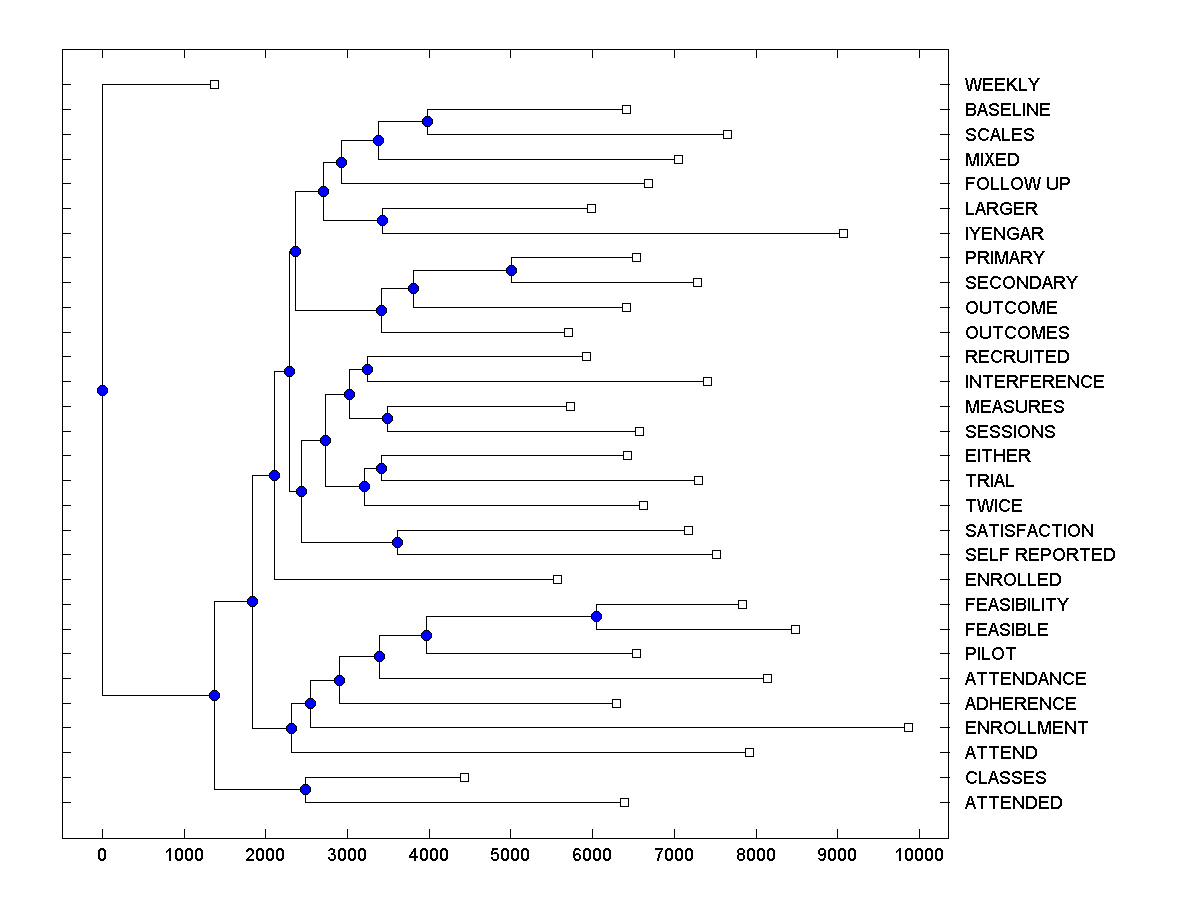 WEEKLY
BASELINE
SCALES
MIXED
FOLLOW UP
LARGER
IYENGAR
PRIMARY
SECONDARY
OUTCOME
OUTCOMES
RECRUITED
INTERFERENCE
MEASURES
SESSIONS
EITHER
TRIAL
TWICE
SATISFACTION
SELF REPORTED
ENROLLED
FEASIBILITY
FEASIBLE
PILOT
ATTENDANCE
ADHERENCE
ENROLLMENT
ATTEND
CLASSES
ATTENDED
0 1000 2000 3000 4000 5000 6000 7000 8000 9000 10000